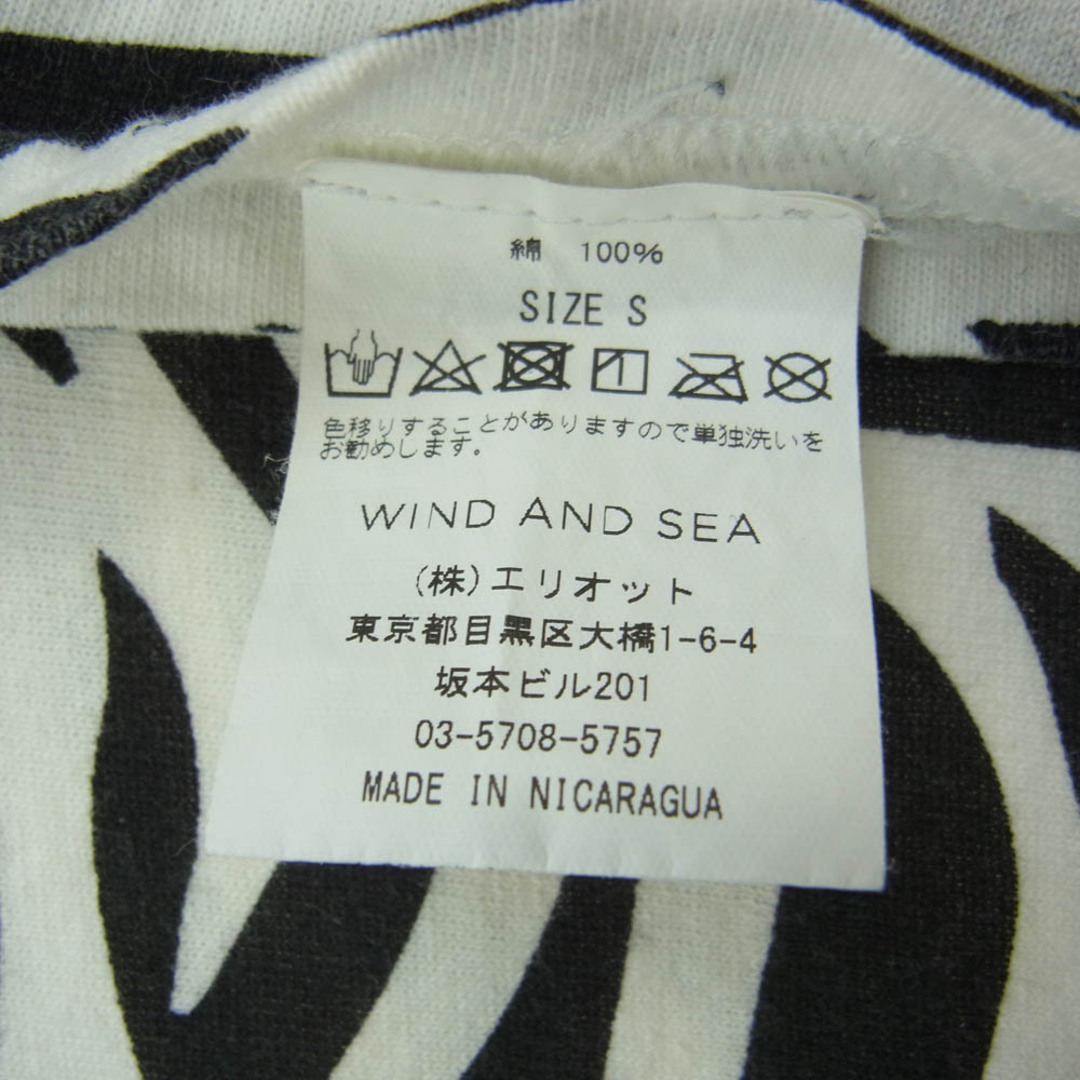 綿 100%
SIZE S
色移りすることがありますので単独洗いを
お勧めします。
WIND AND SEA
(株)エリオット
東京都目黒区大橋1-6-4
坂本ビル201
03-5708-5757
MADE IN NICARAGUA